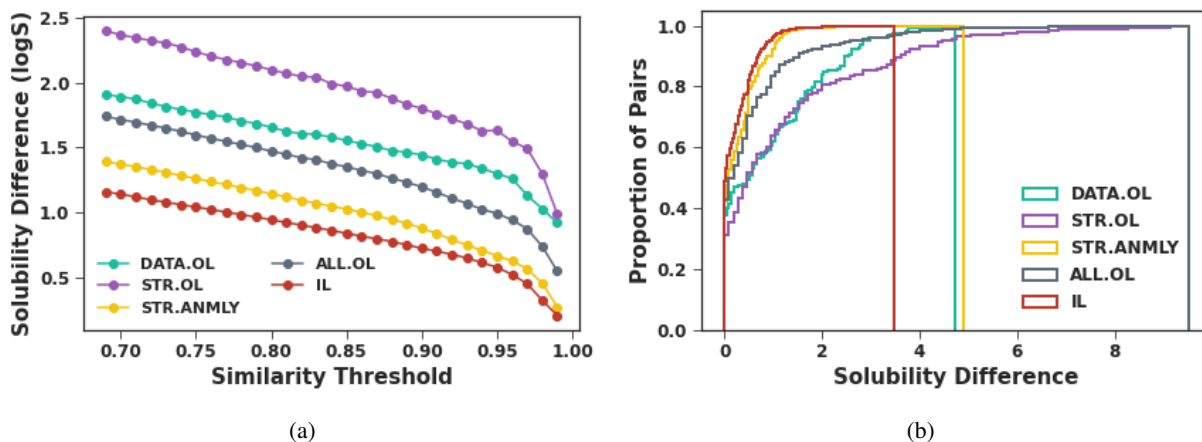 Solubility Difference (logS)
2.5
2.0
1.5
1.0
0.5
DATA.OL
STR.OL
STR.ANMLY
ALL.OL
IL
0.70 0.75 0.80 0.85 0.90 0.95 1.00
Similarity Threshold
(a)
Proportion of Pairs
1.0
0.8
0.6
0.4
0.2
0.0
DATA.OL
STR.OL
STR.ANMLY
ALL.OL
IL
0 2 4 6 8
Solubility Difference
(b)